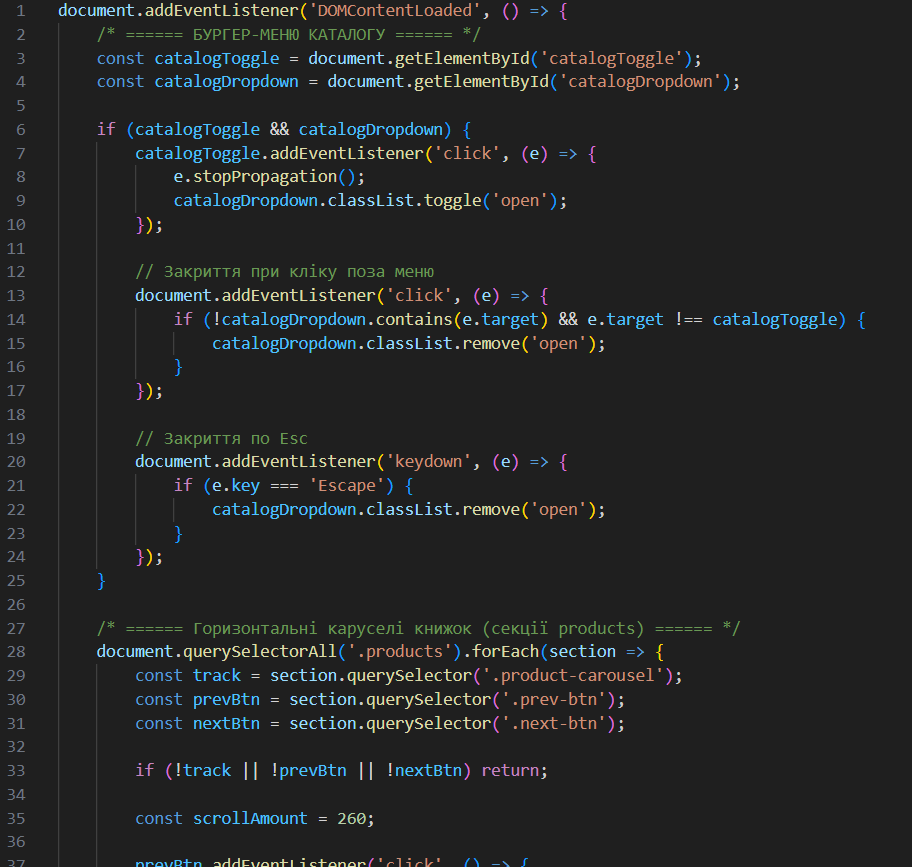 1 document.addEventListener('DOMContentLoaded', () => {
2 /* ====== БУРГЕР-МЕНЮ КАТАЛОГУ ====== */
3 const catalogToggle = document.getElementById('catalogToggle');
4 const catalogDropdown = document.getElementById('catalogDropdown');
5
6 if (catalogToggle && catalogDropdown) {
7 catalogToggle.addEventListener('click', (e) => {
8 e.stopPropagation();
9 catalogDropdown.classList.toggle('open');
10 });
11
12 // Закриття при кліку поза меню
13 document.addEventListener('click', (e) => {
14 if (!catalogDropdown.contains(e.target) && e.target !== catalogToggle) {
15 catalogDropdown.classList.remove('open');
16 }
17 });
18
19 // Закриття по Esc
20 document.addEventListener('keydown', (e) => {
21 if (e.key === 'Escape') {
22 catalogDropdown.classList.remove('open');
23 }
24 });
25 }
26
27 /* ====== Горизонтальні каруселі книжок (секції products) ====== */
28 document.querySelectorAll('.products').forEach(section => {
29 const track = section.querySelector('.product-carousel');
30 const prevBtn = section.querySelector('.prev-btn');
31 const nextBtn = section.querySelector('.next-btn');
32
33 if (!track || !prevBtn || !nextBtn) return;
34
35 const scrollAmount = 260;
36
37 prevBtn.addEventListener('click', () => {